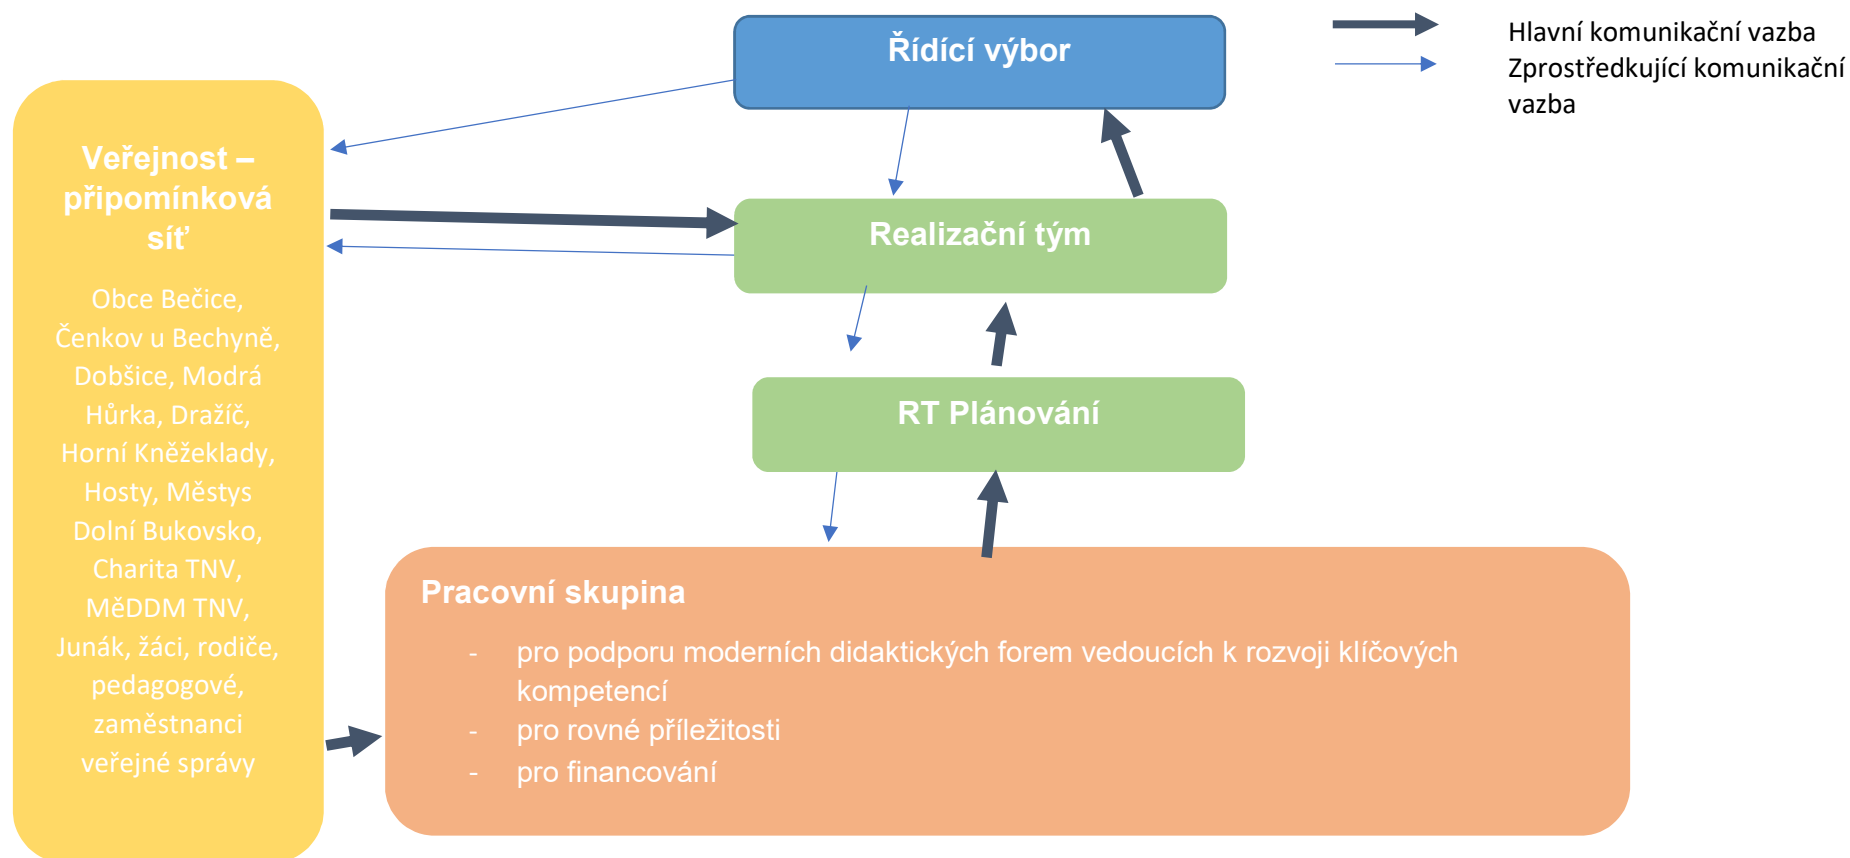 Řídící výbor
Hlavní komunikační vazba
Zprostředkující komunikační
vazba
Veřejnost –
připomínková
síť
Obce Bečice,
Čenkov u Bechyně,
Dobšice, Modrá
Hůrka, Dražíč,
Horní Kněžeklady,
Hosty, Městys
Dolní Bukovsko,
Charita TNV,
MěDDM TNV,
Junák, žáci, rodiče,
pedagogové,
zaměstnanci
veřejné správy
Realizační tým
RT Plánování
Pracovní skupina
- pro podporu moderních didaktických forem vedoucích k rozvoji klíčových
kompetencí
- pro rovné příležitosti
- pro financování